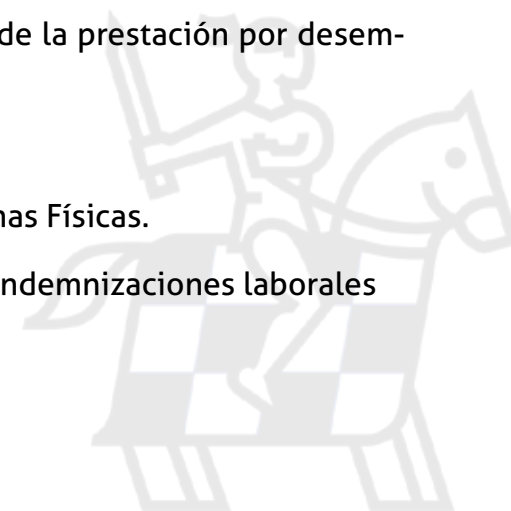 de la prestación por desem-
nas Físicas.
ndemnizaciones laborales